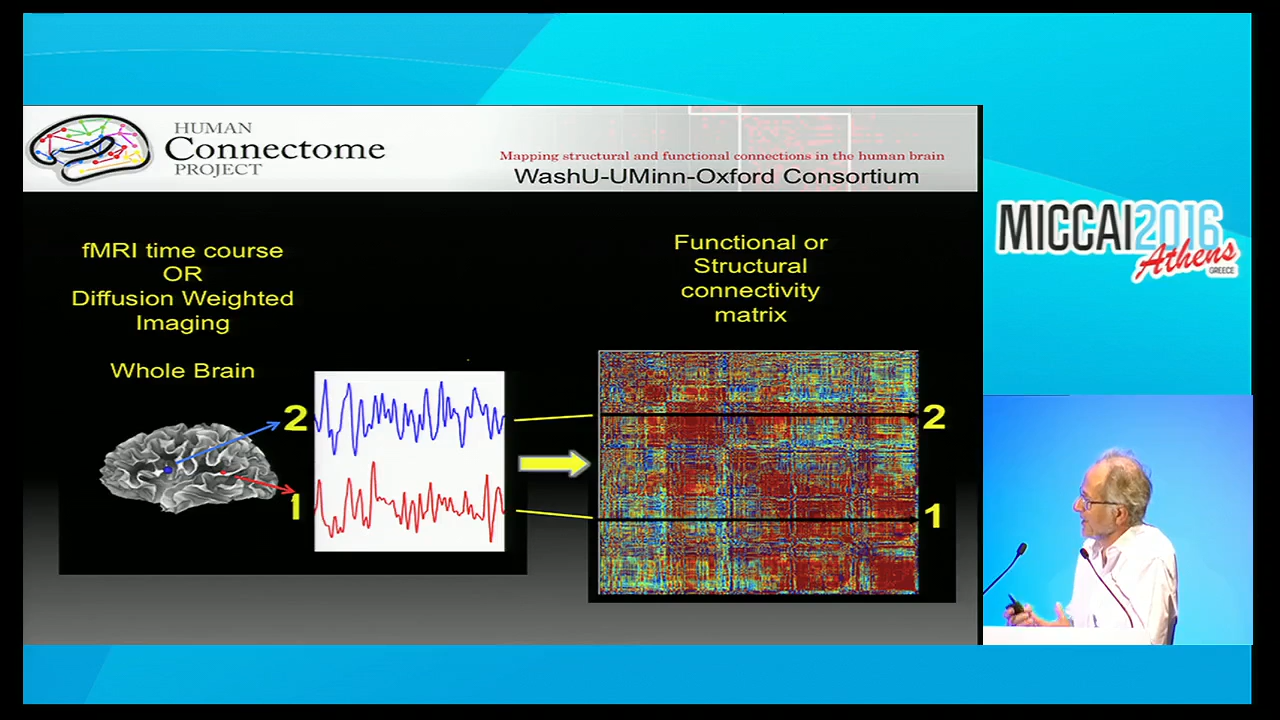 HUMAN
Connectome
PROJECT
Mapping structural and functional connections in the human brain
WashU-UMinn-Oxford Consortium
fMRI time course
OR
Diffusion Weighted
Imaging
Whole Brain
2
1
Functional or
Structural
connectivity
matrix
2
1
MICCAI2016
Athens
GREECE